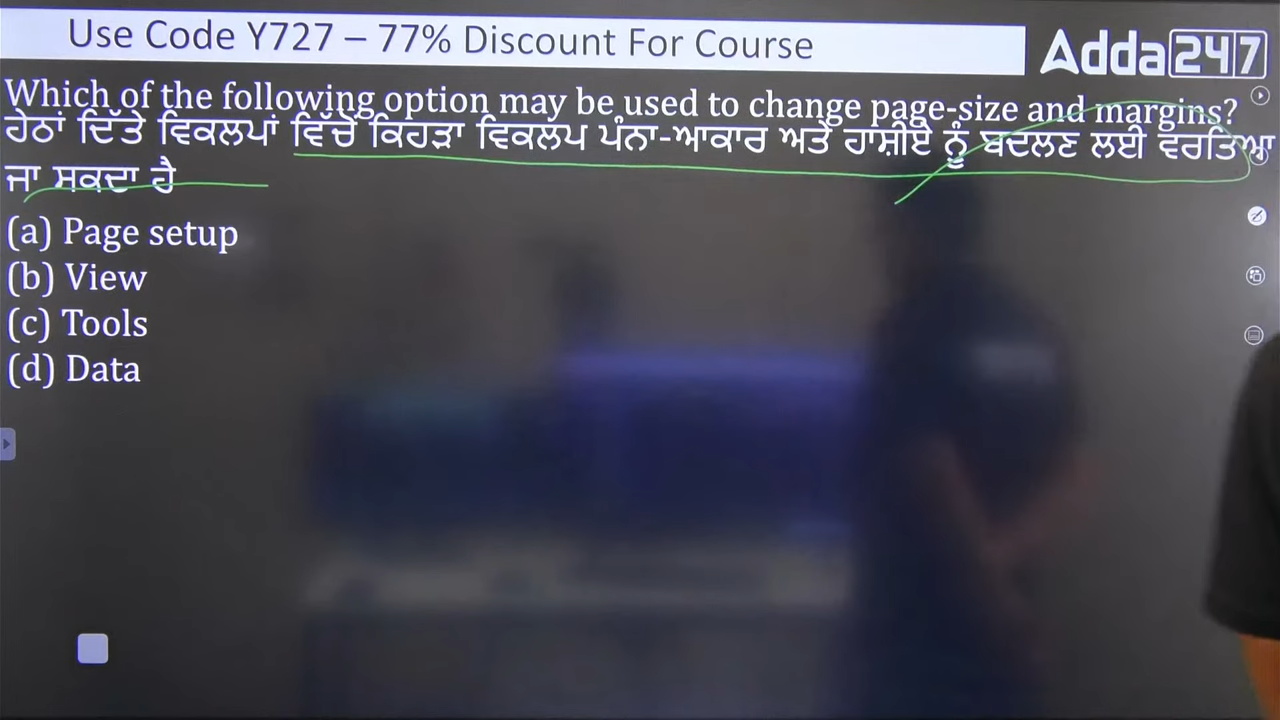 Use Code Y727 – 77% Discount For Course
Adda247
Which of the following option may be used to change page-size and margins?
ਹੇਠਾਂ ਦਿੱਤੇ ਵਿਕਲਪਾਂ ਵਿੱਚੋਂ ਕਿਹੜਾ ਵਿਕਲਪ ਪੰਨਾ-ਆਕਾਰ ਅਤੇ ਹਾਸ਼ੀਏ ਨੂੰ ਬਦਲਣ ਲਈ ਵਰਤਿਆ
ਜਾ ਸਕਦਾ ਹੈ
(a) Page setup
(b) View
(c) Tools
(d) Data